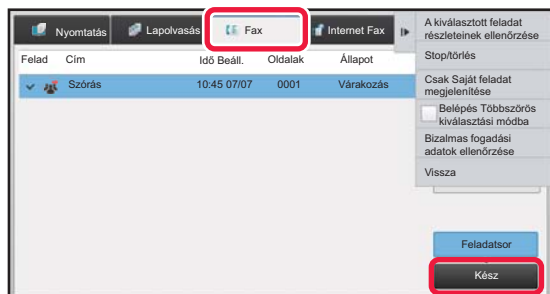 Nyomtatás Lapolvasás Fax Internet Fax
Felad Cím Idő Beáll. Oldalak Állapot
Szórás 10:45 07/07 0001 Várakozás
A kiválasztott feladat
részleteinek ellenőrzése
Stop/törlés
Csak Saját feladat
megjelenítése
Belépés Többszörös
kiválasztási módba
Bizalmas fogadási
adatok ellenőrzése
Vissza
Feladatsor
Kész